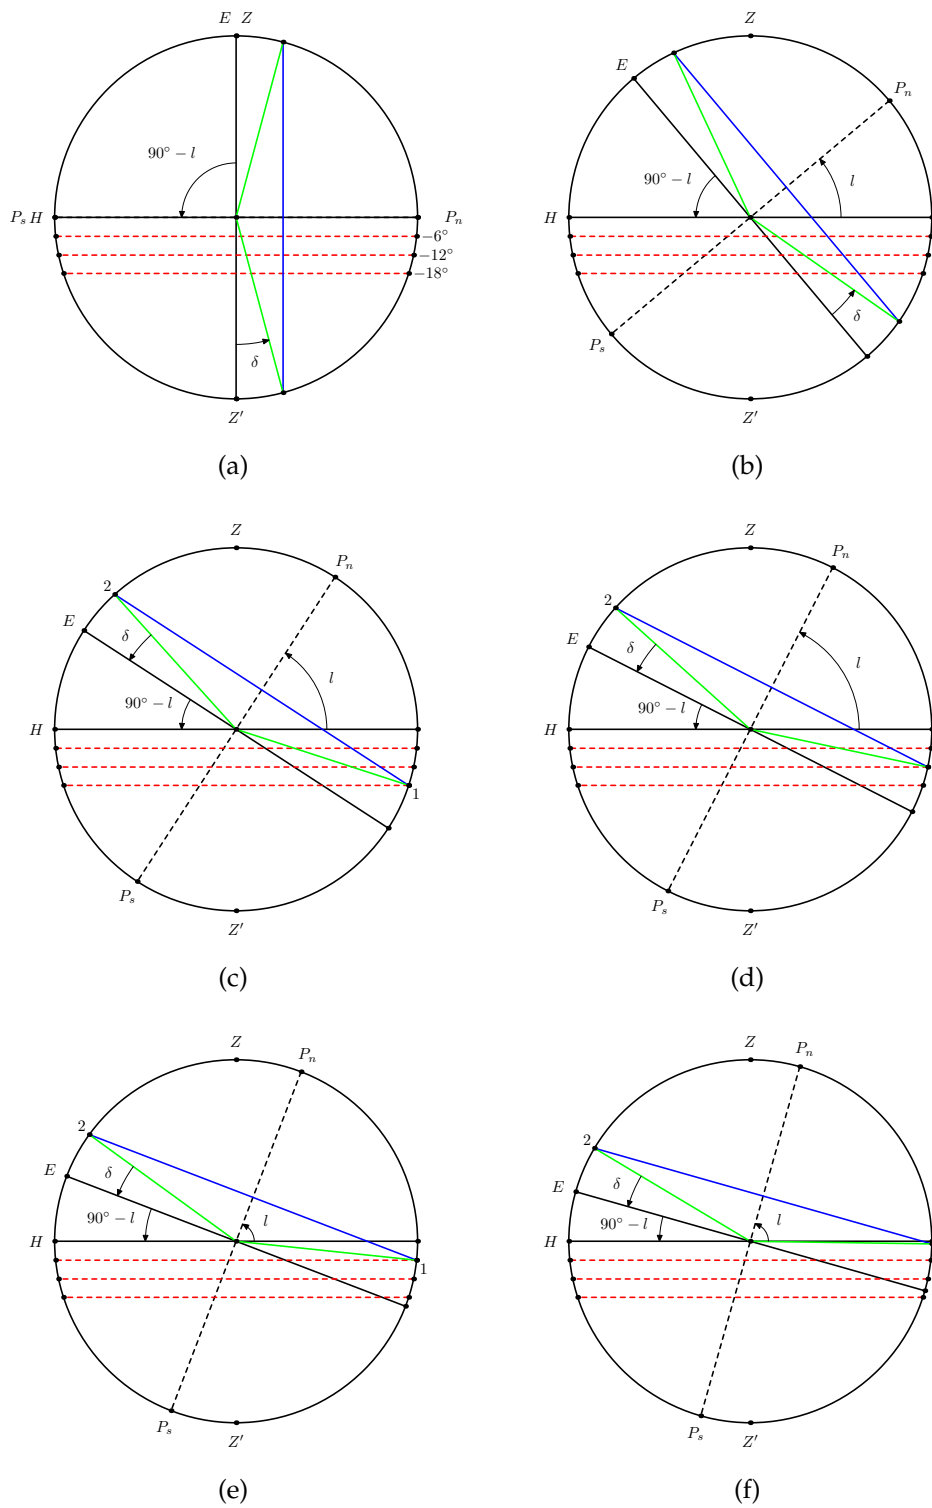 E Z
Z
90° − l
P_s H
P_n
−6°
−12°
−18°
δ
Z′
(a)
E
P_n
90° − l
l
H
δ
P_s
Z′
(b)
Z
P_n
2
E
δ
l
90° − l
H
1
P_s
Z′
(c)
Z
P_n
2
E
δ
l
90° − l
H
P_s
Z′
(d)
Z
P_n
2
E
δ
90° − l
l
H
1
P_s
Z′
(e)
Z
P_n
2
E
δ
90° − l
l
H
P_s
Z′
(f)